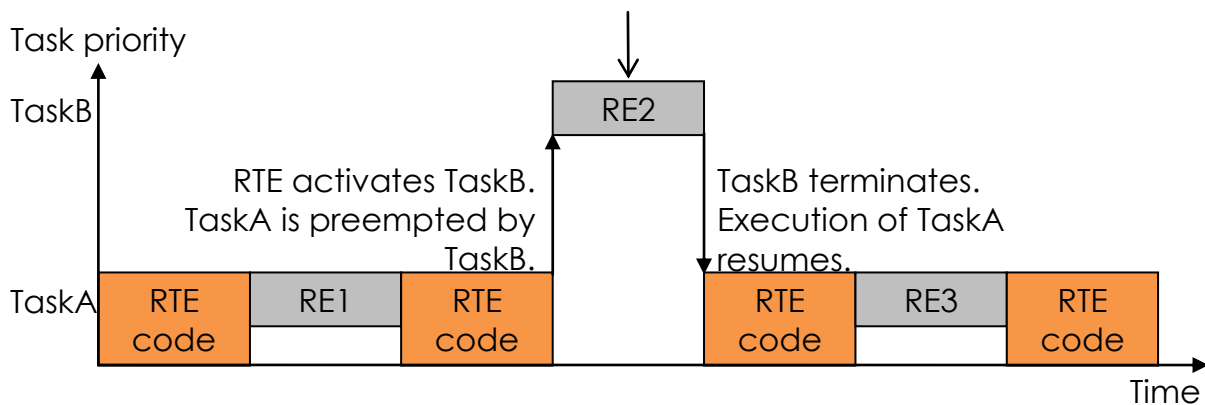 Task priority
TaskB
RE2
RTE activates TaskB.
TaskA is preempted by
TaskB.
TaskB terminates.
Execution of TaskA
resumes.
TaskA
RTE
code
RE1
RTE
code
RTE
code
RE3
RTE
code
Time